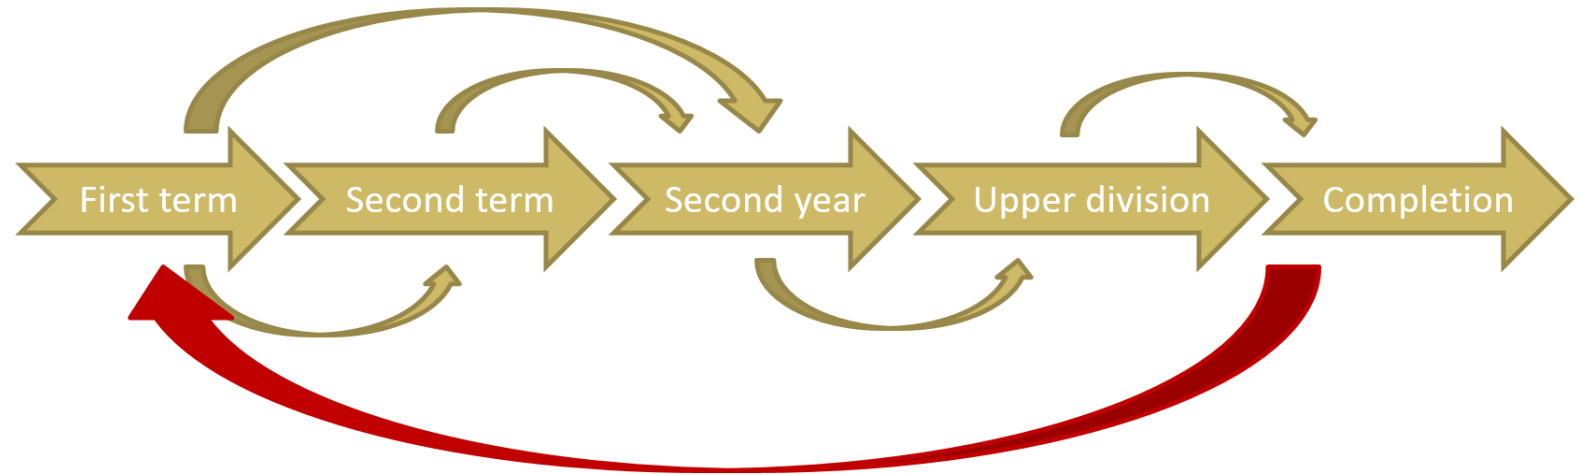 First term
Second term
Second year
Upper division
Completion